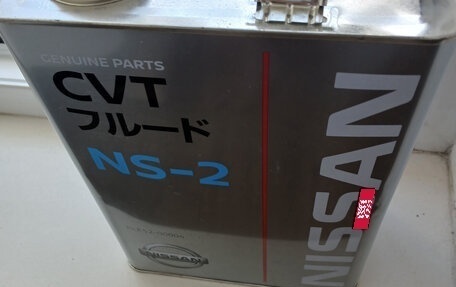 GENUINE PARTS
CVT
フルード
NS-2
NISSAN
NISSAN